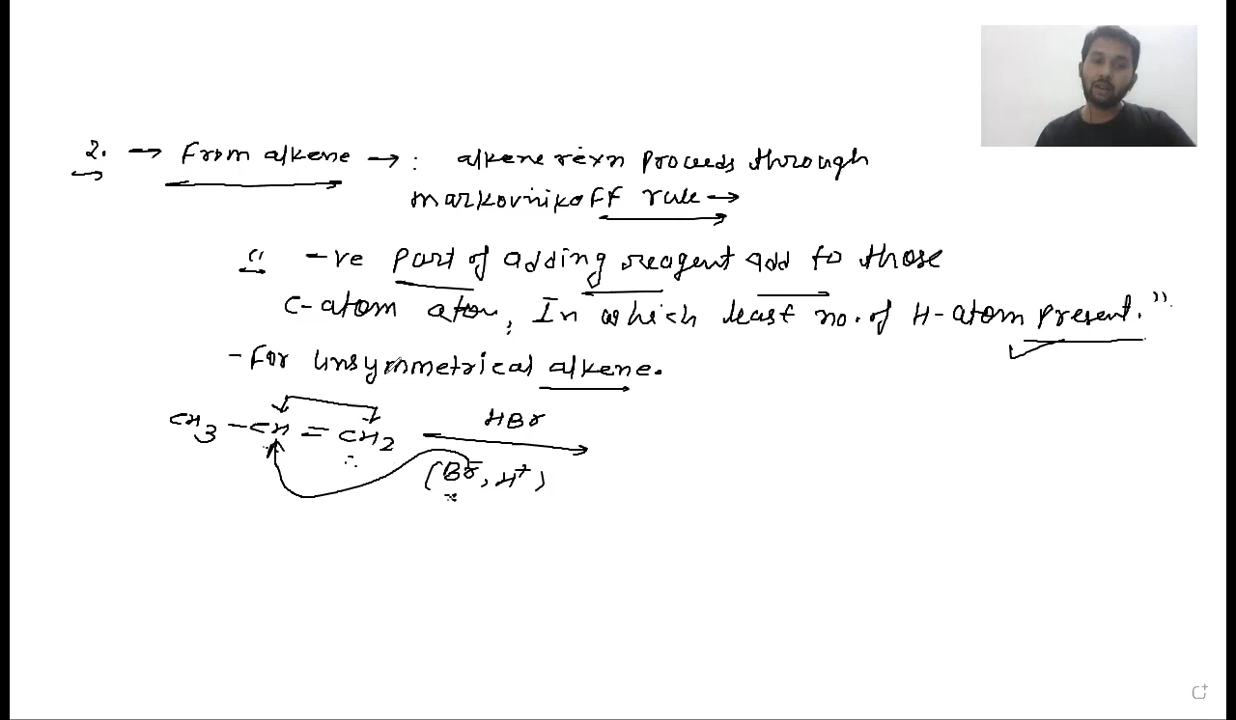 2. → From alkene → : alkene rexn proceeds through
markovnikoff rule →
" -ve part of adding reagent add to those
C-atom atom, In which least no. of H-atom present."
- For Unsymmetrical alkene.
CH3 - CH = CH2 HBr
(Br̄, H+)